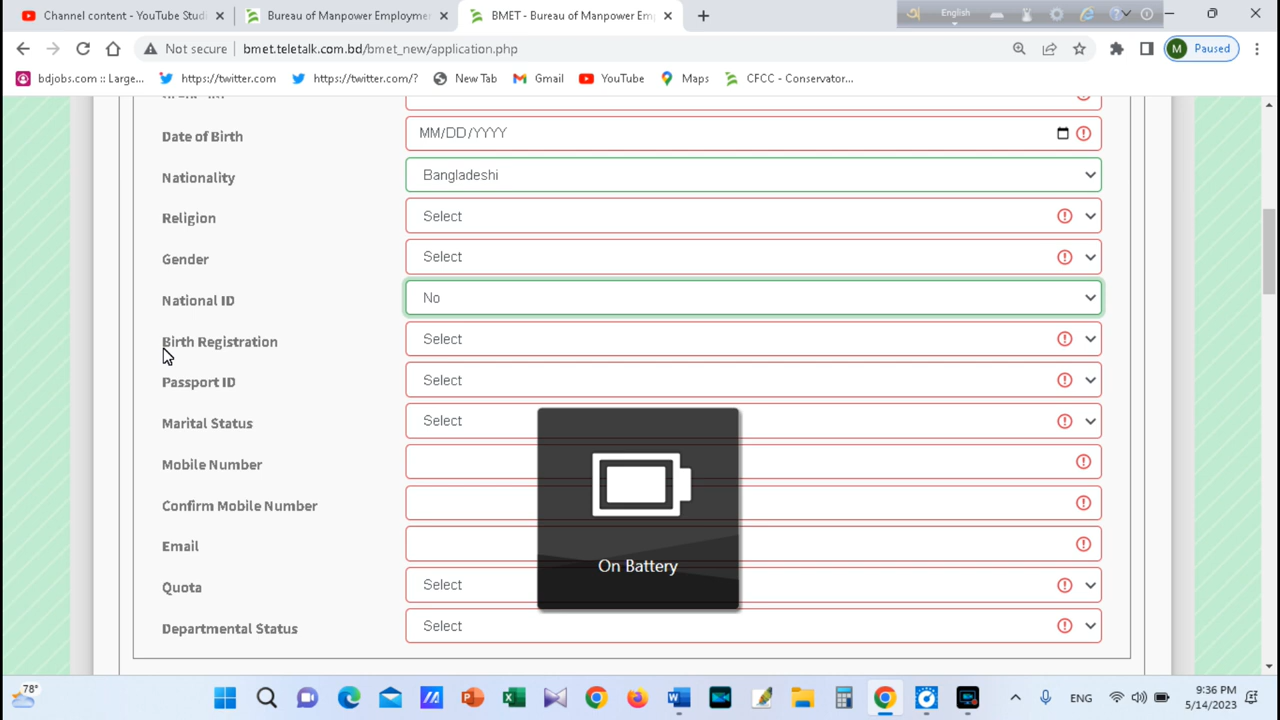 Channel content - YouTube Studi
Bureau of Manpower Employme
BMET - Bureau of Manpower Em
English
Not secure
bmet.teletalk.com.bd/bmet_new/application.php
M
Paused
bdjobs.com :: Large...
https://twitter.com
https://twitter.com/?
New Tab
Gmail
YouTube
Maps
CFCC - Conservator...
Date of Birth
MM/DD/YYYY
Nationality
Bangladeshi
Religion
Select
Gender
Select
National ID
No
Birth Registration
Select
Passport ID
Select
Marital Status
Select
Mobile Number
Confirm Mobile Number
Email
Quota
Select
Departmental Status
Select
On Battery
78°
ENG
9:36 PM
5/14/2023